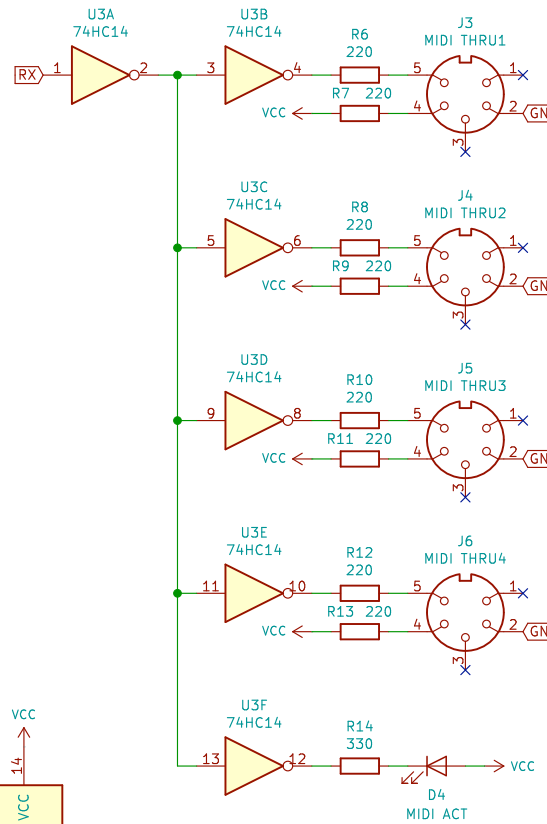 U3A
74HC14
RX
1
2
U3B
74HC14
3
4
R6
220
R7 220
VCC
J3
MIDI THRU1
5
4
1
2
3
GN
U3C
74HC14
5
6
R8
220
R9 220
VCC
J4
MIDI THRU2
5
4
1
2
3
GN
U3D
74HC14
9
8
R10
220
R11 220
VCC
J5
MIDI THRU3
5
4
1
2
3
GN
U3E
74HC14
11
10
R12
220
R13 220
VCC
J6
MIDI THRU4
5
4
1
2
3
GN
U3F
74HC14
13
12
R14
330
VCC
D4
MIDI ACT
VCC
14
VCC